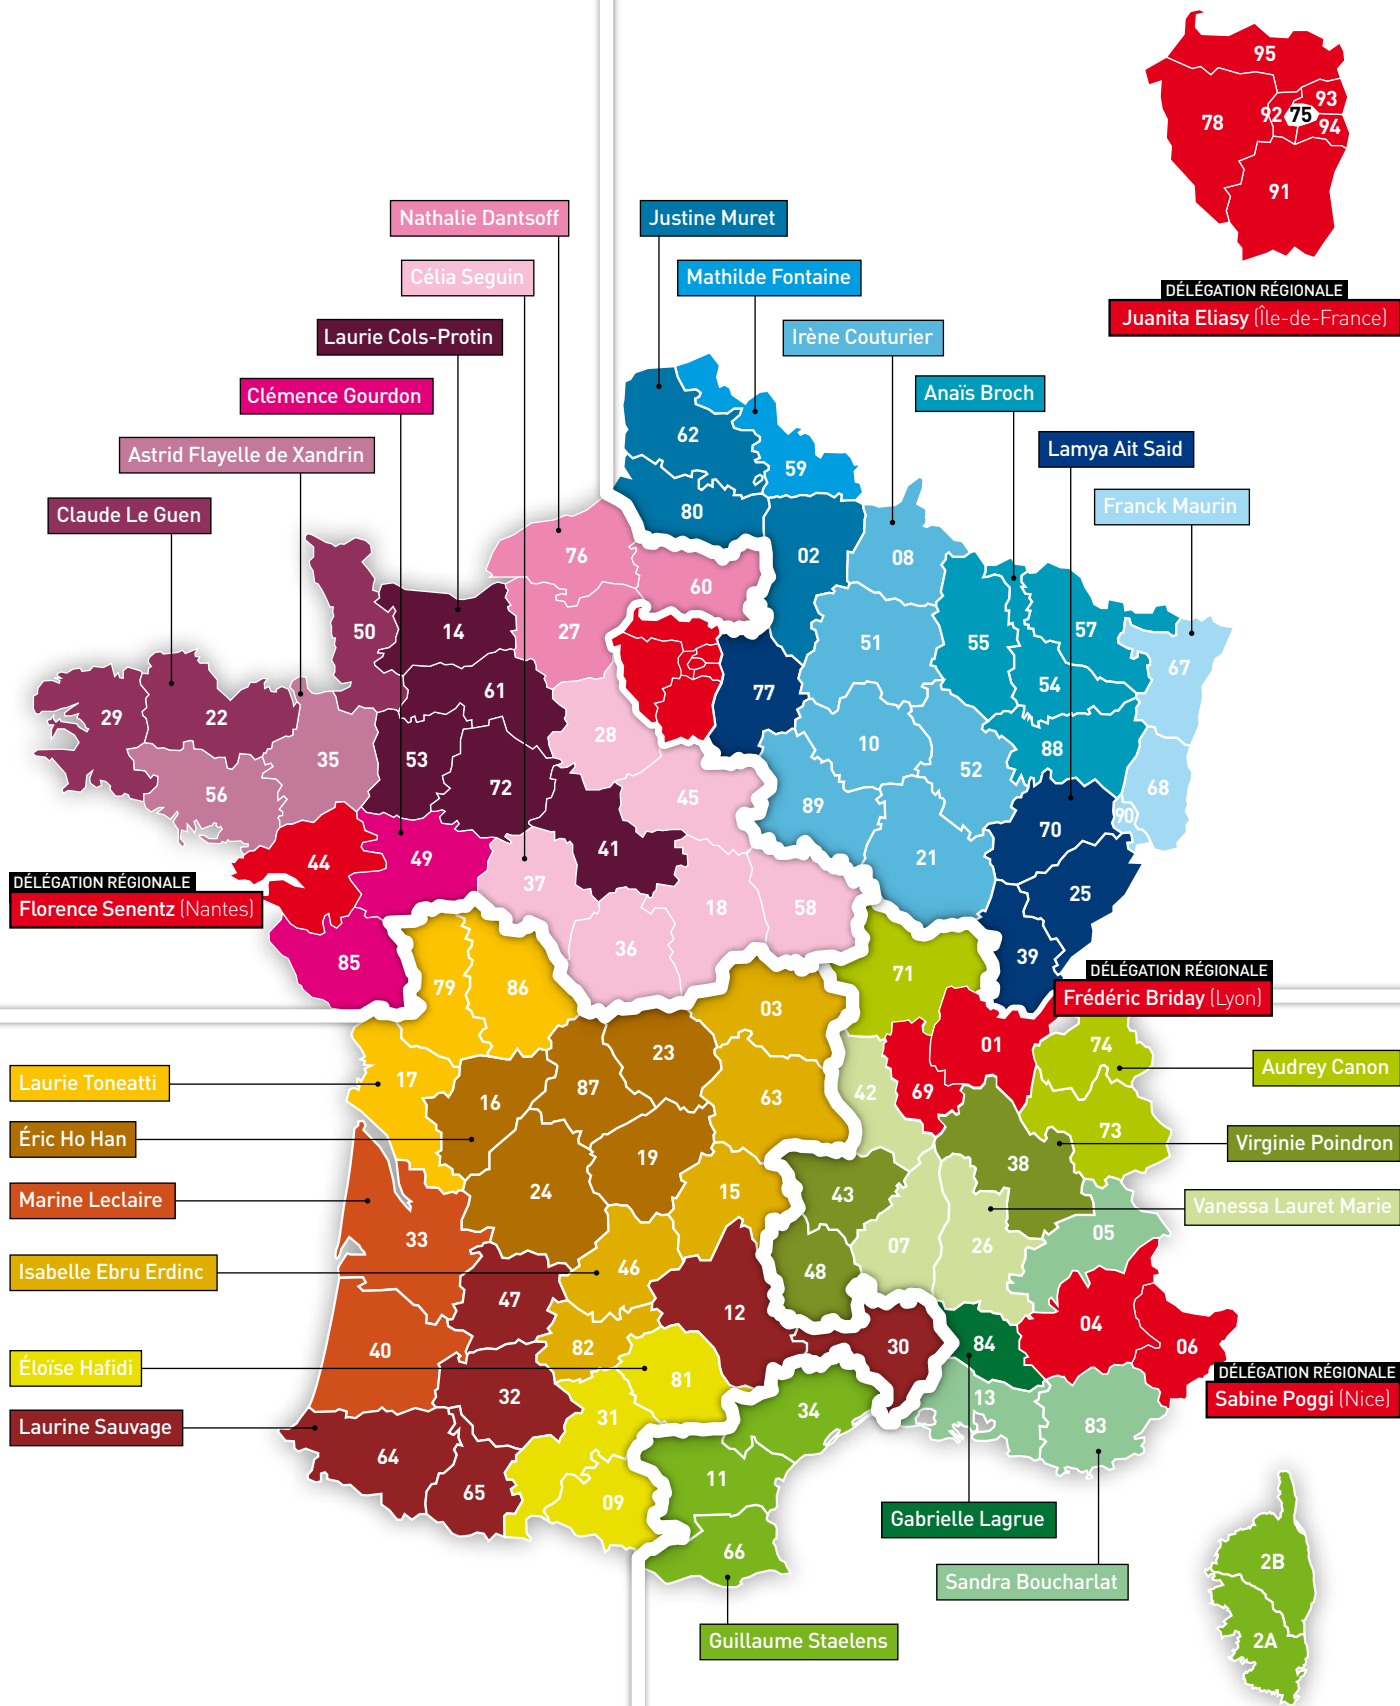 95
93
92
75
78
94
91
DÉLÉGATION RÉGIONALE
Juanita Eliasy (Île-de-France)
Nathalie Dantsoff
Justine Muret
Célia Seguin
Mathilde Fontaine
Laurie Cols-Protin
Irène Couturier
Clémence Gourdon
Anaïs Broch
Astrid Flayelle de Xandrin
Lamya Ait Said
Claude Le Guen
Franck Maurin
62
59
80
76
02
08
60
50
14
27
51
55
57
67
61
54
29
22
77
28
10
88
35
53
52
72
56
45
89
68
90
70
41
44
49
21
37
25
DÉLÉGATION RÉGIONALE
Florence Senentz (Nantes)
18
58
36
85
39
71
79
86
DÉLÉGATION RÉGIONALE
Frédéric Briday (Lyon)
03
23
01
74
Laurie Toneatti
17
87
Audrey Canon
16
63
42
69
Éric Ho Han
73
Virginie Poindron
19
38
Marine Leclaire
24
15
43
Vanessa Lauret Marie
33
07
26
05
Isabelle Ebru Erdinc
46
48
47
12
04
40
82
30
84
06
Éloïse Hafidi
81
DÉLÉGATION RÉGIONALE
Sabine Poggi (Nice)
32
13
34
31
Laurine Sauvage
83
64
11
65
09
Gabrielle Lagrue
66
2B
Sandra Boucharlat
Guillaume Staelens
2A